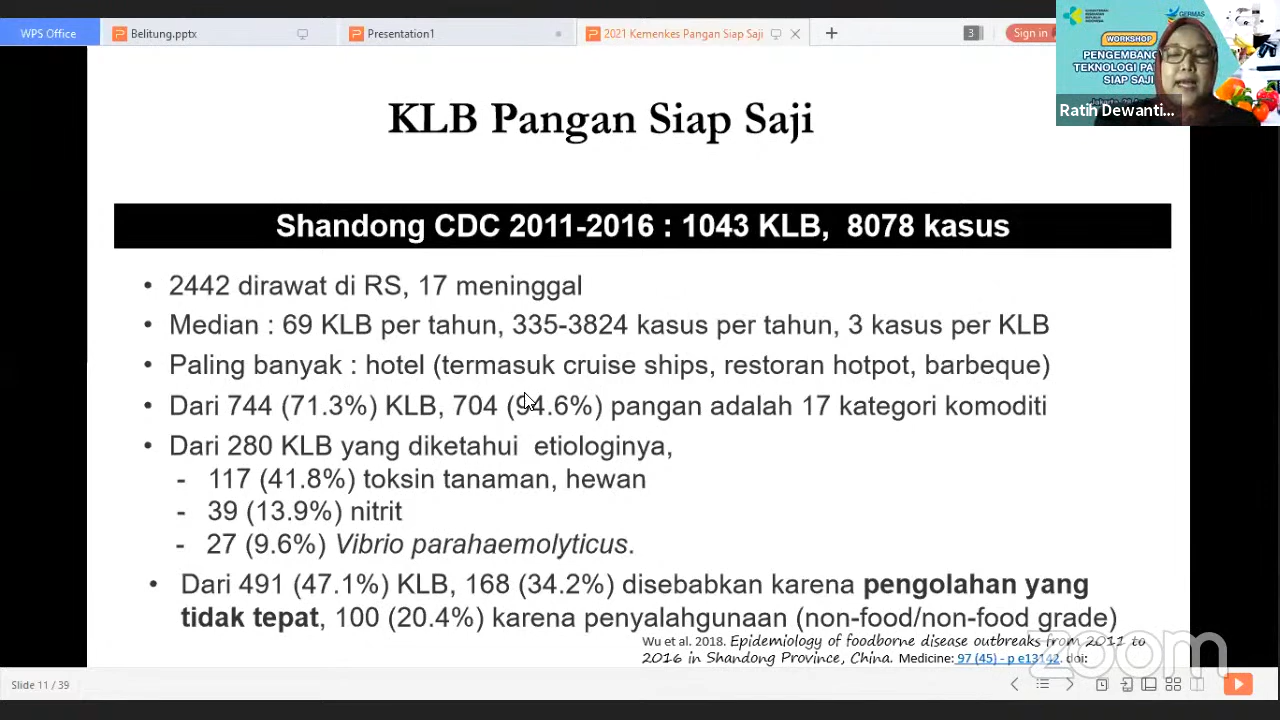 WPS Office
Belitung.pptx
Presentation1
2021 Kemenkes Pangan Siap Saji
3
Sign in
GERMAS
WORKSHOP
PENGEMBANG
TEKNOLOGI PA
SIAP SAJI
Ratih Dewanti...
KLB Pangan Siap Saji
Shandong CDC 2011-2016 : 1043 KLB, 8078 kasus
• 2442 dirawat di RS, 17 meninggal
• Median : 69 KLB per tahun, 335-3824 kasus per tahun, 3 kasus per KLB
• Paling banyak : hotel (termasuk cruise ships, restoran hotpot, barbeque)
• Dari 744 (71.3%) KLB, 704 (94.6%) pangan adalah 17 kategori komoditi
• Dari 280 KLB yang diketahui etiologinya,
- 117 (41.8%) toksin tanaman, hewan
- 39 (13.9%) nitrit
- 27 (9.6%) Vibrio parahaemolyticus.
• Dari 491 (47.1%) KLB, 168 (34.2%) disebabkan karena pengolahan yang
tidak tepat, 100 (20.4%) karena penyalahgunaan (non-food/non-food grade)
Wu et al. 2018. Epidemiology of foodborne disease outbreaks from 2011 to
2016 in Shandong Province, China. Medicine: 97 (45) - p e13142. doi:
zoom
Slide 11 / 39